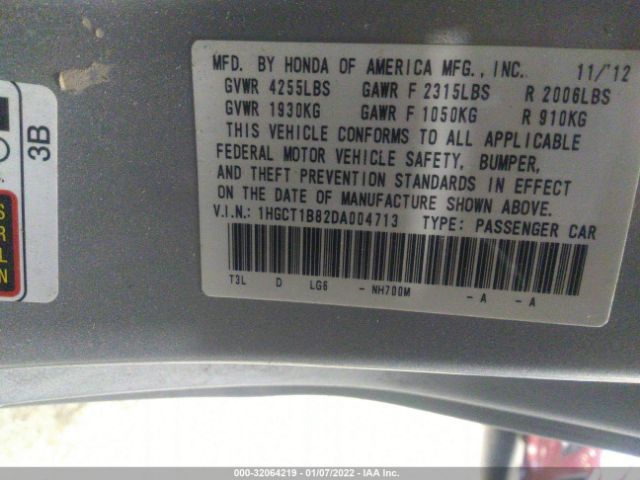 MFD. BY HONDA OF AMERICA MFG., INC. 11/'12
GVWR 4255LBS GAWR F 2315LBS R 2006LBS
GVWR 1930KG GAWR F 1050KG R 910KG
THIS VEHICLE CONFORMS TO ALL APPLICABLE
FEDERAL MOTOR VEHICLE SAFETY, BUMPER,
AND THEFT PREVENTION STANDARDS IN EFFECT
ON THE DATE OF MANUFACTURE SHOWN ABOVE.
V.I.N.: 1HGCT1B82DA004713 TYPE: PASSENGER CAR
T3L D LG6 - NH700M - A - A
3B
S
R
L
N
000-32064219 - 01/07/2022 - IAA Inc.